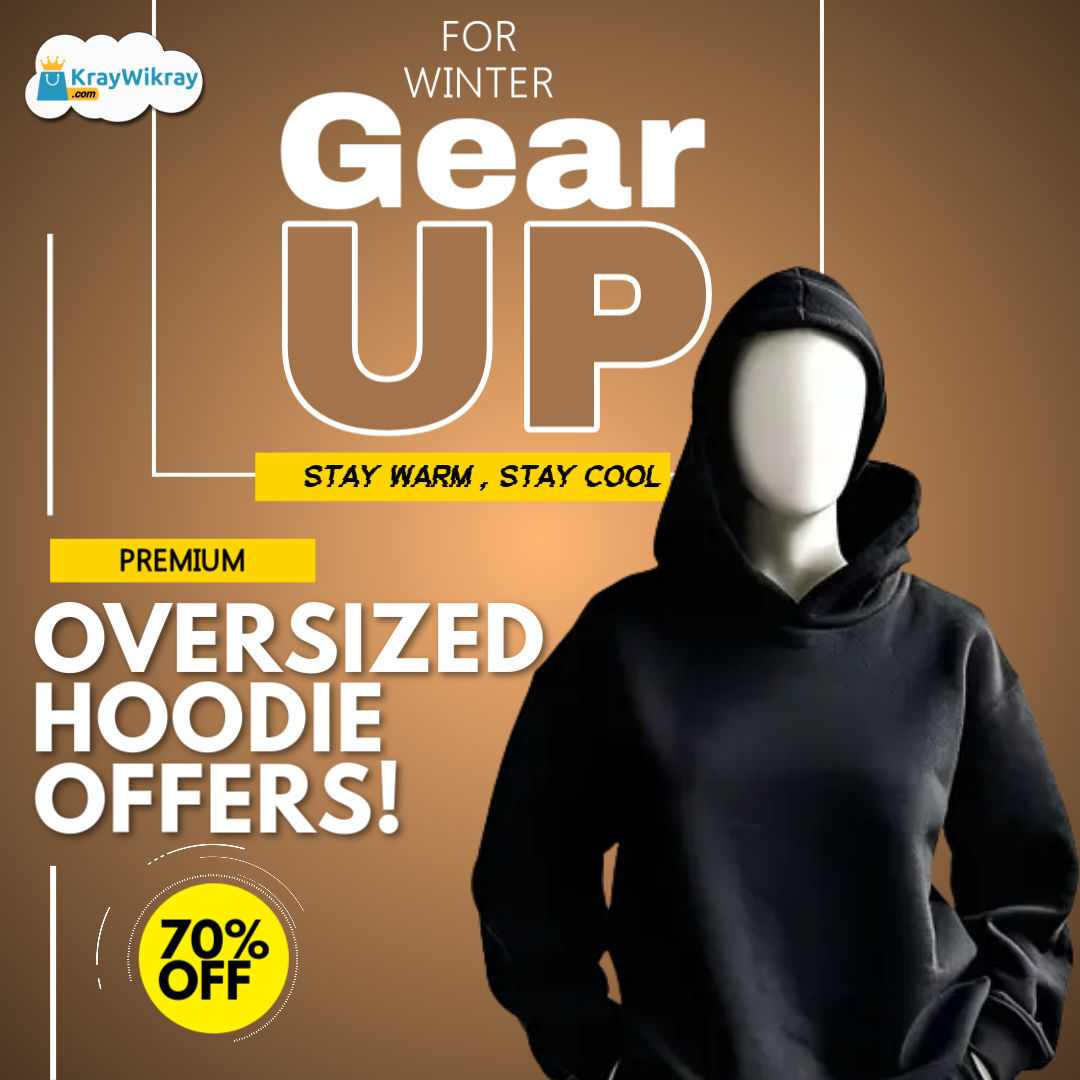 KrayWikray
.com
FOR
WINTER
Gear
UP
STAY WARM , STAY COOL
PREMIUM
OVERSIZED
HOODIE
OFFERS!
70%
OFF